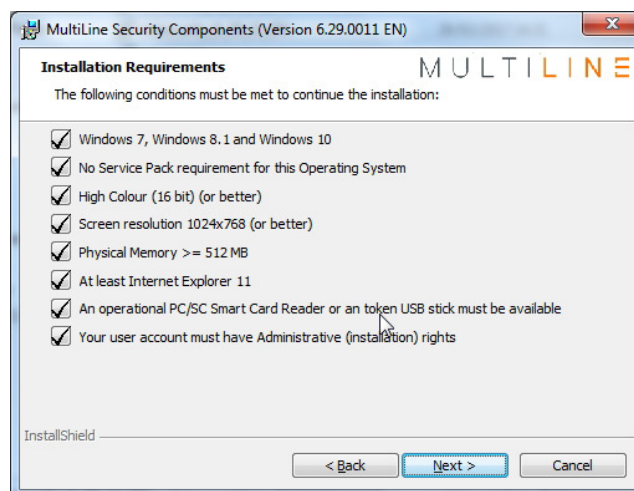 MultiLine Security Components (Version 6.29.0011 EN)
Installation Requirements
MULTILINE
The following conditions must be met to continue the installation:
Windows 7, Windows 8.1 and Windows 10
No Service Pack requirement for this Operating System
High Colour (16 bit) (or better)
Screen resolution 1024x768 (or better)
Physical Memory >= 512 MB
At least Internet Explorer 11
An operational PC/SC Smart Card Reader or an token USB stick must be available
Your user account must have Administrative (installation) rights
InstallShield
< Back
Next >
Cancel